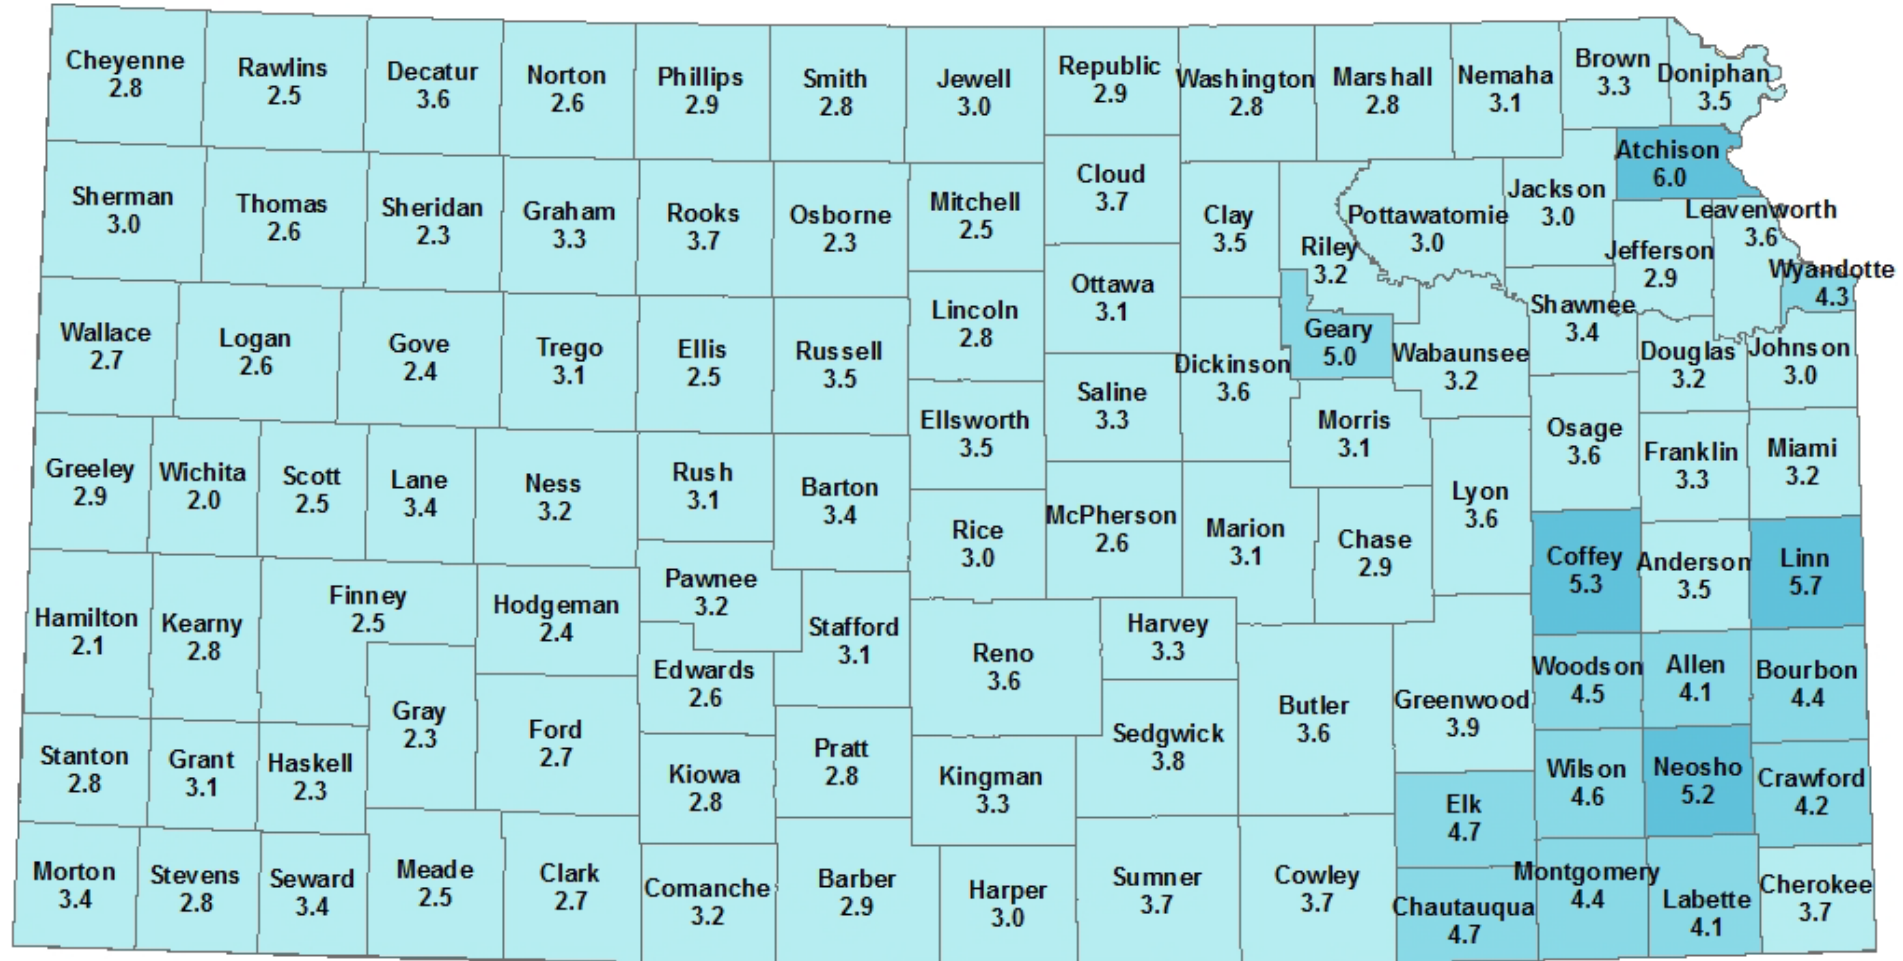 Cheyenne
2.8
Rawlins
2.5
Decatur
3.6
Norton
2.6
Phillips
2.9
Smith
2.8
Jewell
3.0
Republic
2.9
Washington
2.8
Marshall
2.8
Nemaha
3.1
Brown
3.3
Doniphan
3.5
Atchison
6.0
Sherman
3.0
Thomas
2.6
Sheridan
2.3
Graham
3.3
Rooks
3.7
Osborne
2.3
Mitchell
2.5
Cloud
3.7
Clay
3.5
Riley
3.2
Pottawatomie
3.0
Jackson
3.0
Jefferson
2.9
Leavenworth
3.6
Wyandotte
4.3
Wallace
2.7
Logan
2.6
Gove
2.4
Trego
3.1
Ellis
2.5
Russell
3.5
Lincoln
2.8
Ottawa
3.1
Dickinson
3.6
Geary
5.0
Wabaunsee
3.2
Shawnee
3.4
Douglas
3.2
Johnson
3.0
Ellsworth
3.5
Saline
3.3
Morris
3.1
Osage
3.6
Franklin
3.3
Miami
3.2
Greeley
2.9
Wichita
2.0
Scott
2.5
Lane
3.4
Ness
3.2
Rush
3.1
Barton
3.4
Rice
3.0
McPherson
2.6
Marion
3.1
Chase
2.9
Lyon
3.6
Coffey
5.3
Anderson
3.5
Linn
5.7
Hamilton
2.1
Kearny
2.8
Finney
2.5
Hodgeman
2.4
Pawnee
3.2
Stafford
3.1
Reno
3.6
Harvey
3.3
Butler
3.6
Greenwood
3.9
Woodson
4.5
Allen
4.1
Bourbon
4.4
Gray
2.3
Ford
2.7
Edwards
2.6
Sedgwick
3.8
Stanton
2.8
Grant
3.1
Haskell
2.3
Kiowa
2.8
Pratt
2.8
Kingman
3.3
Elk
4.7
Wilson
4.6
Neosho
5.2
Crawford
4.2
Morton
3.4
Stevens
2.8
Seward
3.4
Meade
2.5
Clark
2.7
Comanche
3.2
Barber
2.9
Harper
3.0
Sumner
3.7
Cowley
3.7
Chautauqua
4.7
Montgomery
4.4
Labette
4.1
Cherokee
3.7